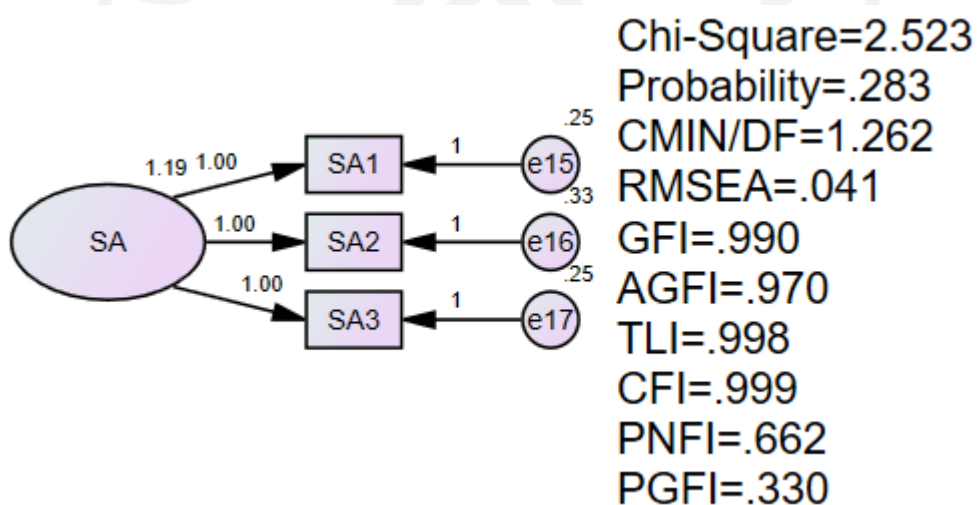 Chi-Square=2.523
Probability=.283
CMIN/DF=1.262
RMSEA=.041
GFI=.990
AGFI=.970
TLI=.998
CFI=.999
PNFI=.662
PGFI=.330
SA
1.19
1.00
SA1
1
e15
.25
1.00
SA2
1
e16
.33
1.00
SA3
1
e17
.25